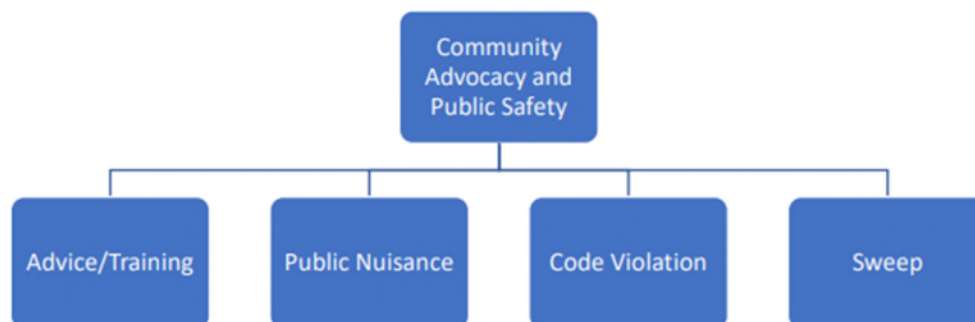 Community
Advocacy and
Public Safety
Advice/Training
Public Nuisance
Code Violation
Sweep